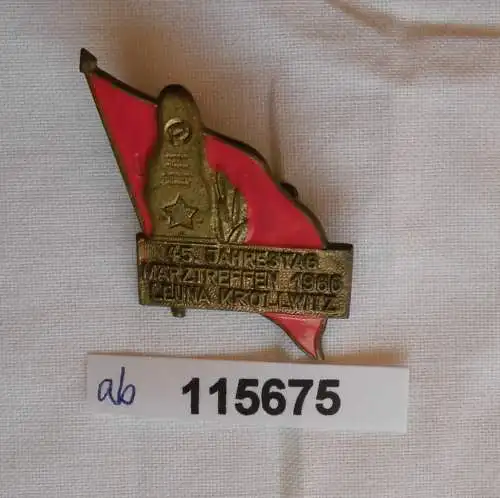 45. JAHRESTAG
MÄRZTREFFEN 1966
LEUNA KRÖLLWITZ
ab 115675